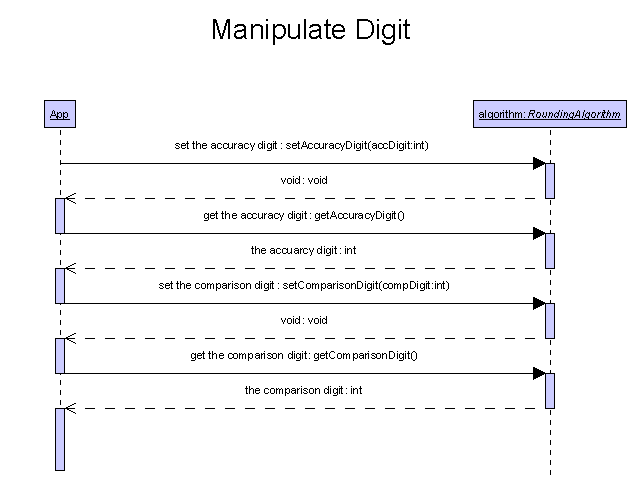 Manipulate Digit
App
algorithm: RoundingAlgorithm
set the accuracy digit : setAccuracyDigit(accDigit:int)
void : void
get the accuracy digit : getAccuracyDigit()
the accuarcy digit : int
set the comparison digit : setComparisonDigit(compDigit:int)
void : void
get the comparison digit: getComparisonDigit()
the comparison digit : int